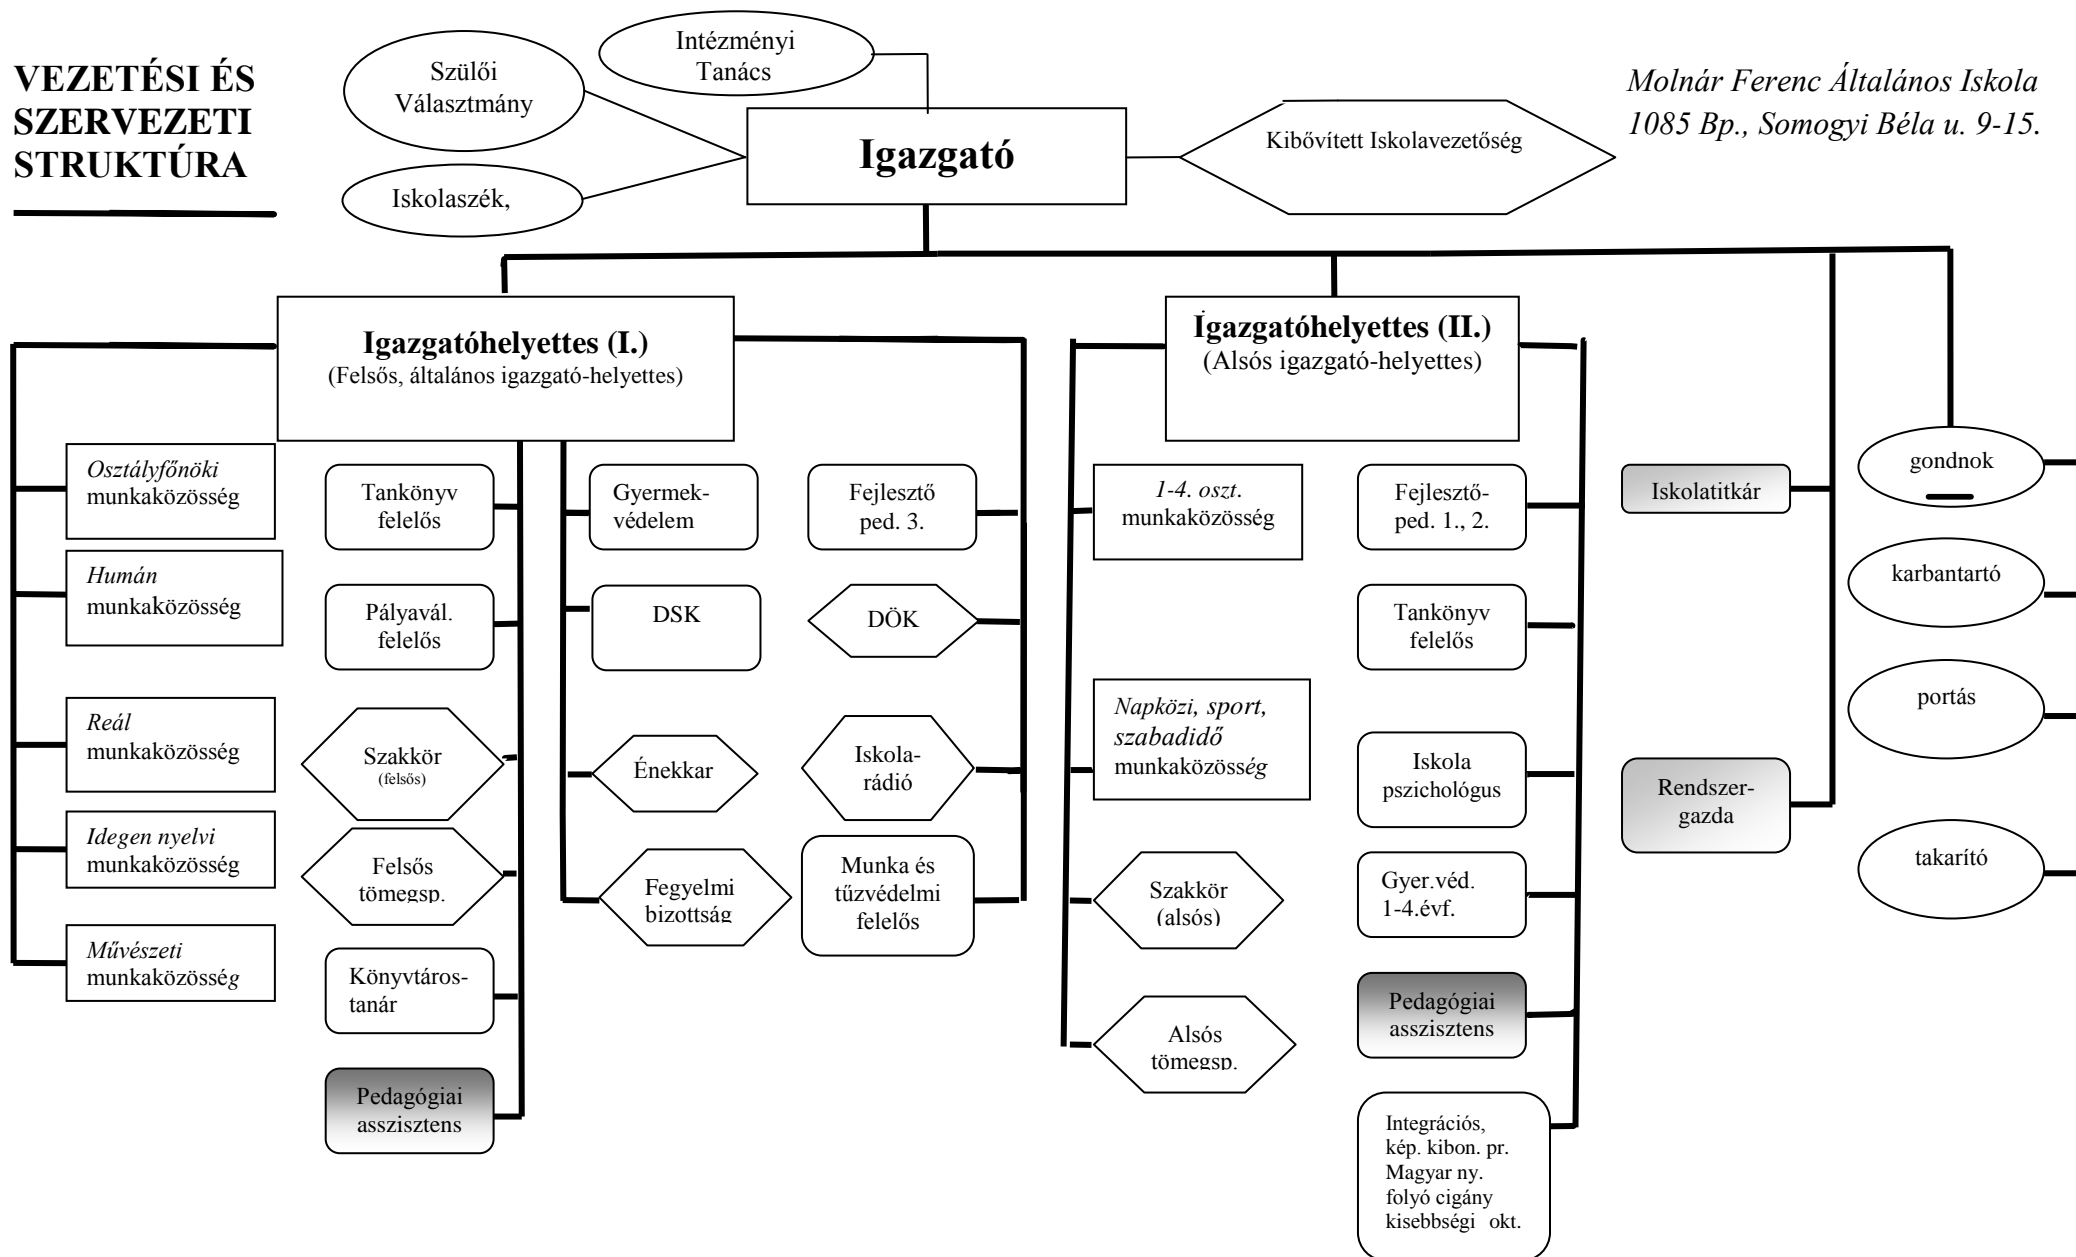 VEZETÉSI ÉS
SZERVEZETI
STRUKTÚRA
Szülői
Választmány
Intézményi
Tanács
Iskolaszék,
Igazgató
Kibővített Iskolavezetőség
Molnár Ferenc Általános Iskola
1085 Bp., Somogyi Béla u. 9-15.
Igazgatóhelyettes (I.)
(Felsős, általános igazgató-helyettes)
Igazgatóhelyettes (II.)
(Alsós igazgató-helyettes)
Osztályfőnöki
munkaközösség
Humán
munkaközösség
Reál
munkaközösség
Idegen nyelvi
munkaközösség
Művészeti
munkaközösség
Tankönyv
felelős
Pályavál.
felelős
Szakkör
(felsős)
Felsős
tömegsp.
Könyvtáros-
tanár
Pedagógiai
asszisztens
Gyermek-
védelem
DSK
Énekkar
Fegyelmi
bizottság
Fejlesztő
ped. 3.
DÖK
Iskola-
rádió
Munka és
tűzvédelmi
felelős
1-4. oszt.
munkaközösség
Napközi, sport,
szabadidő
munkaközösség
Szakkör
(alsós)
Alsós
tömegsp.
Fejlesztő-
ped. 1., 2.
Tankönyv
felelős
Iskola
pszichológus
Gyer.véd.
1-4.évf.
Pedagógiai
asszisztens
Integrációs,
kép. kibon. pr.
Magyar ny.
folyó cigány
kisebbségi okt.
Iskolatitkár
Rendszer-
gazda
gondnok
karbantartó
portás
takarító